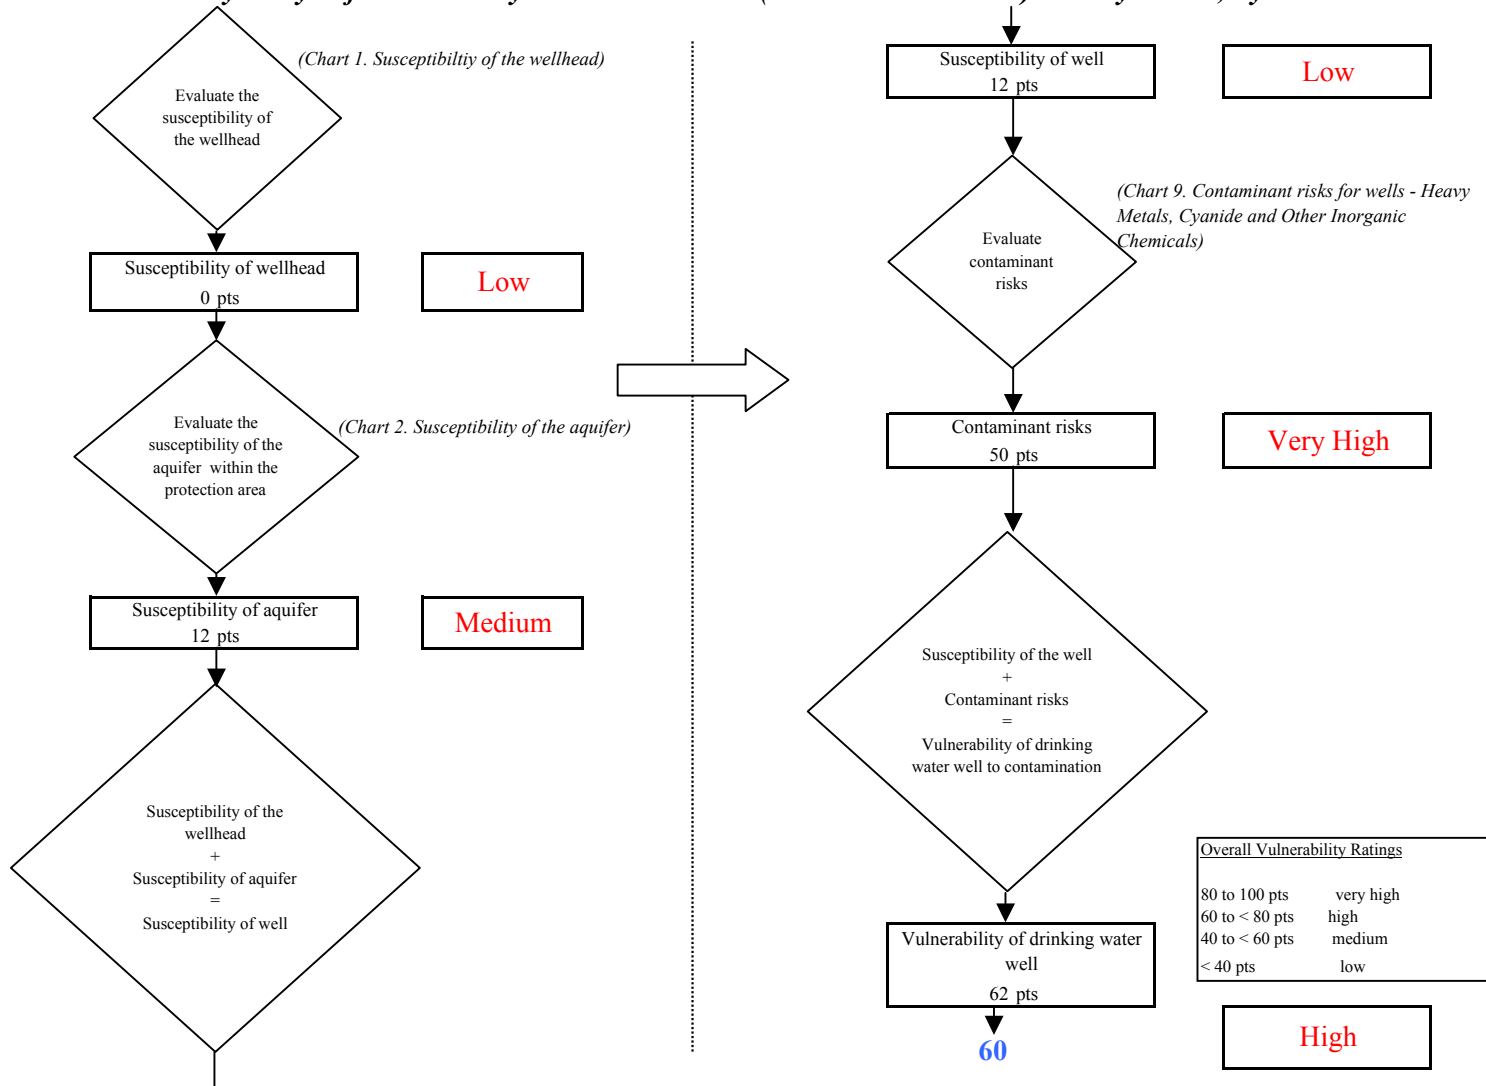 (Chart 1. Susceptibiltiy of the wellhead)
Evaluate the
susceptibility of
the wellhead
Susceptibility of wellhead
0 pts
Low
Evaluate the
susceptibility of the
aquifer within the
protection area
(Chart 2. Susceptibility of the aquifer)
Susceptibility of aquifer
12 pts
Medium
Susceptibility of the
wellhead
+
Susceptibility of aquifer
=
Susceptibility of well
Susceptibility of well
12 pts
Low
(Chart 9. Contaminant risks for wells - Heavy
Metals, Cyanide and Other Inorganic
Chemicals)
Evaluate
contaminant
risks
Contaminant risks
50 pts
Very High
Susceptibility of the well
+
Contaminant risks
=
Vulnerability of drinking
water well to contamination
Overall Vulnerability Ratings
80 to 100 pts very high
60 to < 80 pts high
40 to < 60 pts medium
< 40 pts low
Vulnerability of drinking water
well
62 pts
60
High